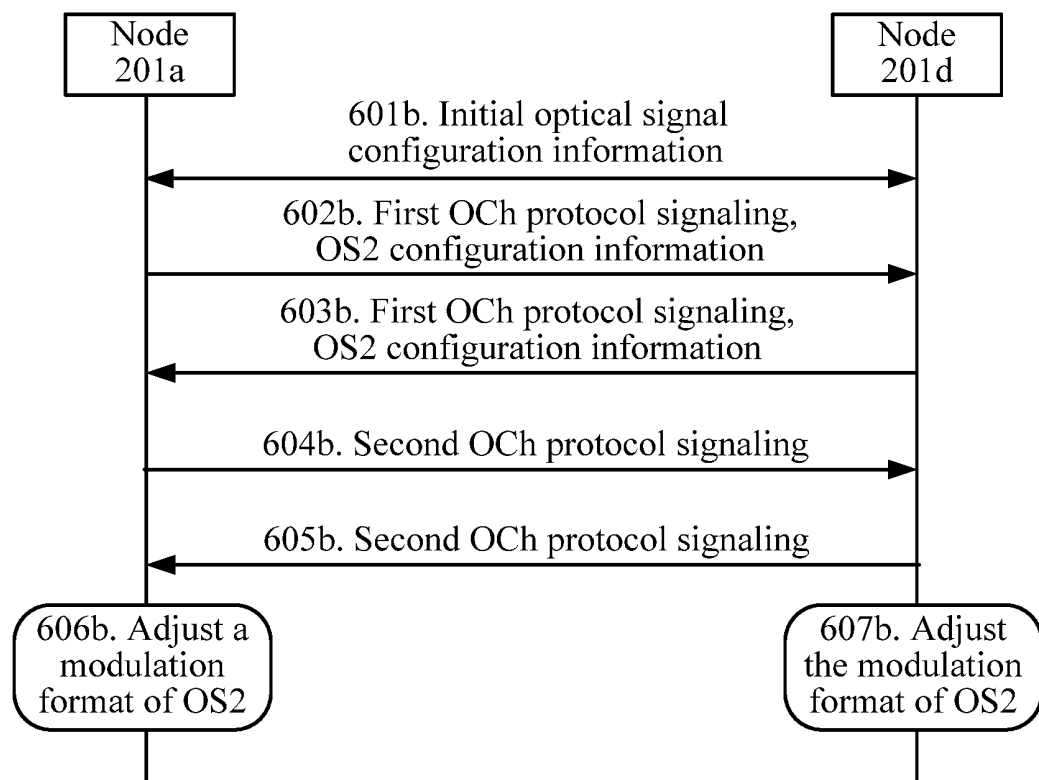 Node
201a
Node
201d
601b. Initial optical signal
configuration information
602b. First OCh protocol signaling,
OS2 configuration information
603b. First OCh protocol signaling,
OS2 configuration information
604b. Second OCh protocol signaling
605b. Second OCh protocol signaling
606b. Adjust a
modulation
format of OS2
607b. Adjust
the modulation
format of OS2